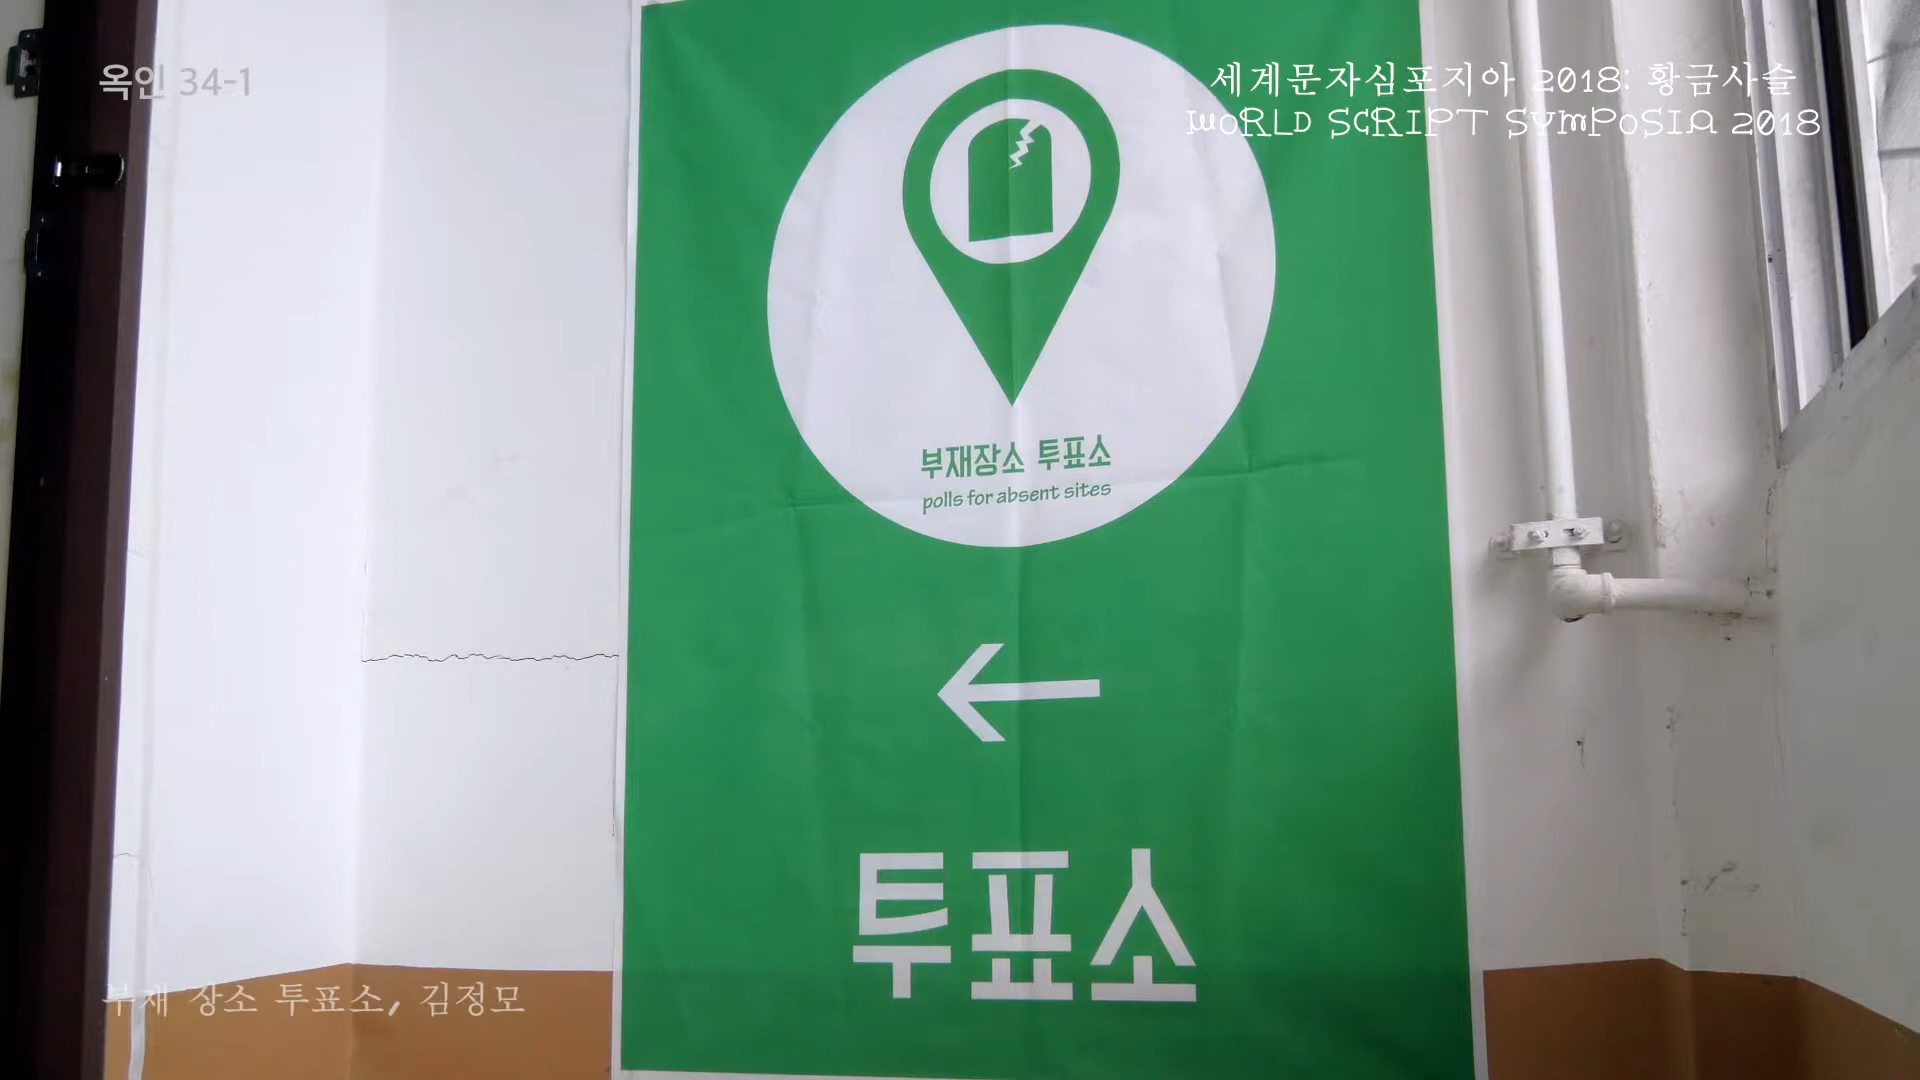 옥인 34-1
세계문자심포지아 2018: 황금사슬
WORLD SCRIPT SYMPOSIA 2018
부재장소 투표소
polls for absent sites
←
투표소
부재 장소 투표소, 김정모